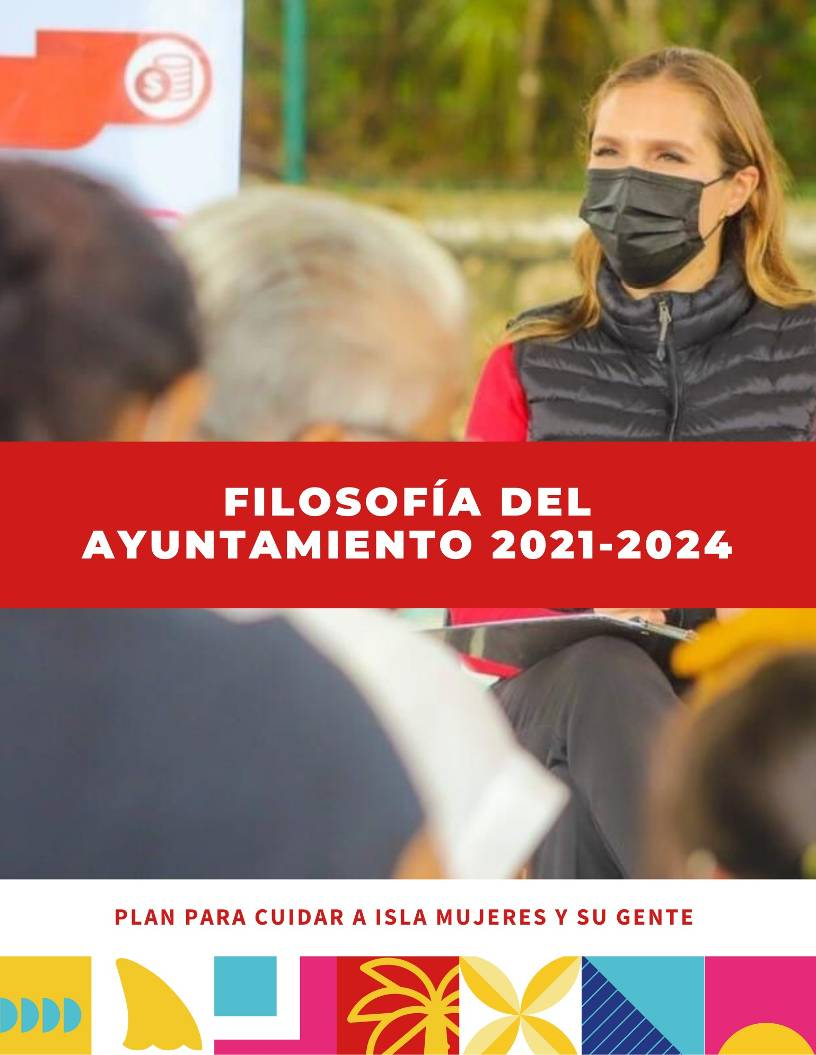 FILOSOFÍA DEL
AYUNTAMIENTO 2021-2024
PLAN PARA CUIDAR A ISLA MUJERES Y SU GENTE